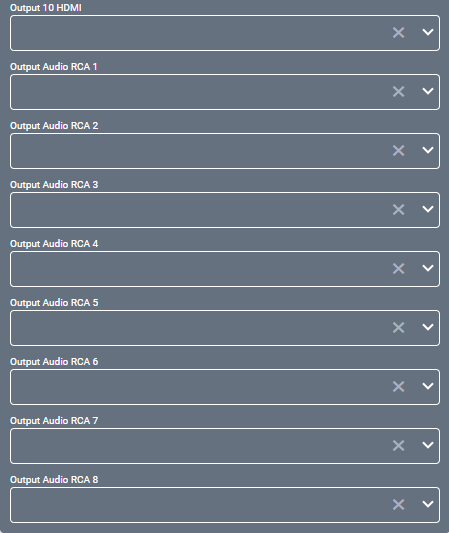 Output 10 HDMI
Output Audio RCA 1
Output Audio RCA 2
Output Audio RCA 3
Output Audio RCA 4
Output Audio RCA 5
Output Audio RCA 6
Output Audio RCA 7
Output Audio RCA 8